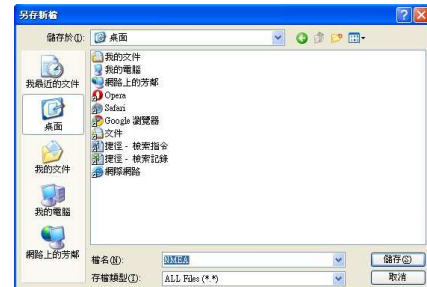 另存新檔
儲存於(I):
桌面
我最近的文件
桌面
我的文件
我的電腦
網路上的芳鄰
我的文件
我的電腦
網路上的芳鄰
Opera
Safari
Google 瀏覽器
文件
捷徑 - 檢索指令
捷徑 - 檢索記錄
網際網路
檔名(N):
NMEA
儲存(S)
存檔類型(T):
ALL Files (*.*)
取消